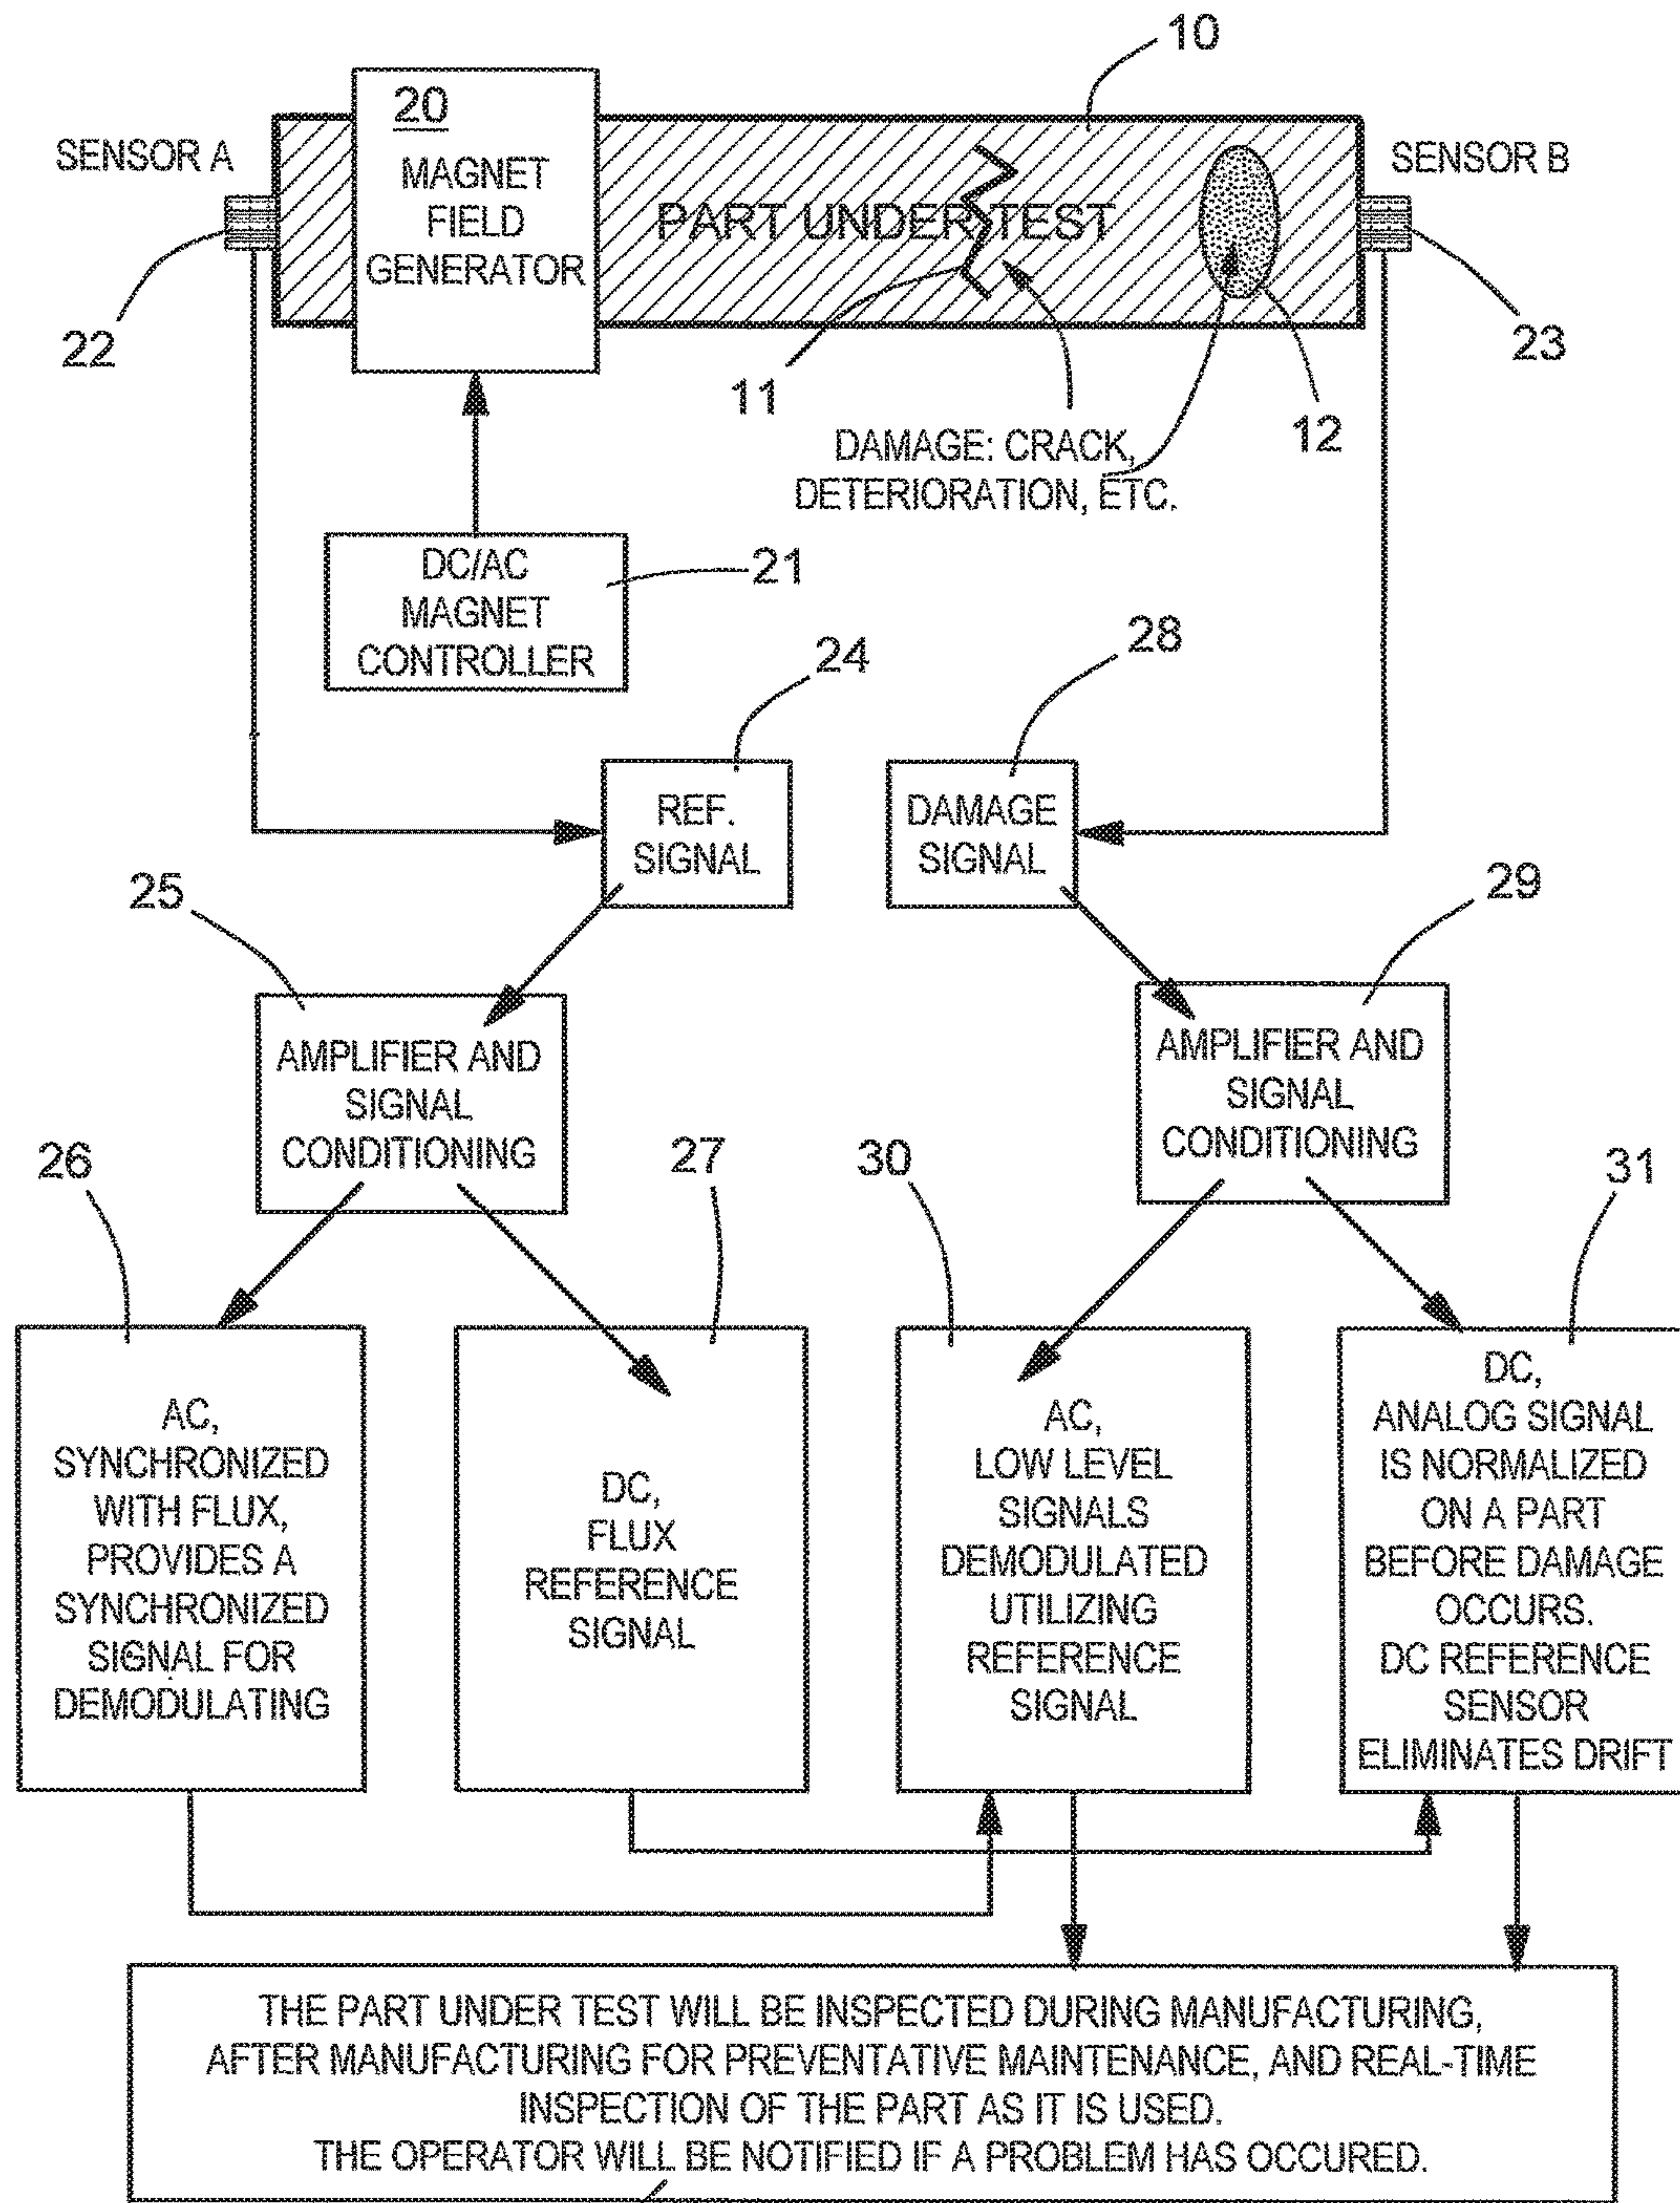 10
SENSOR A
20
MAGNET
FIELD
GENERATOR
PART UNDER TEST
SENSOR B
22
11
12
23
DAMAGE: CRACK,
DETERIORATION, ETC.
DC/AC
MAGNET
CONTROLLER
21
24
28
REF.
SIGNAL
DAMAGE
SIGNAL
25
29
AMPLIFIER AND
SIGNAL
CONDITIONING
AMPLIFIER AND
SIGNAL
CONDITIONING
26
27
30
31
AC,
SYNCHRONIZED
WITH FLUX,
PROVIDES A
SYNCHRONIZED
SIGNAL FOR
DEMODULATING
DC,
FLUX
REFERENCE
SIGNAL
AC,
LOW LEVEL
SIGNALS
DEMODULATED
UTILIZING
REFERENCE
SIGNAL
DC,
ANALOG SIGNAL
IS NORMALIZED
ON A PART
BEFORE DAMAGE
OCCURS.
DC REFERENCE
SENSOR
ELIMINATES DRIFT
THE PART UNDER TEST WILL BE INSPECTED DURING MANUFACTURING,
AFTER MANUFACTURING FOR PREVENTATIVE MAINTENANCE, AND REAL-TIME
INSPECTION OF THE PART AS IT IS USED.
THE OPERATOR WILL BE NOTIFIED IF A PROBLEM HAS OCCURED.